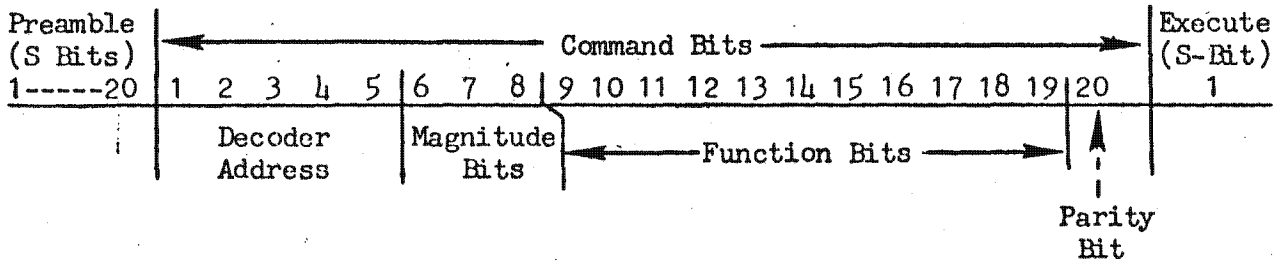 Preamble
(S Bits)
Command Bits
Execute
(S-Bit)
1-----20 1 2 3 4 5 6 7 8 9 10 11 12 13 14 15 16 17 18 19 20 1
Decoder
Address
Magnitude
Bits
Function Bits
Parity
Bit